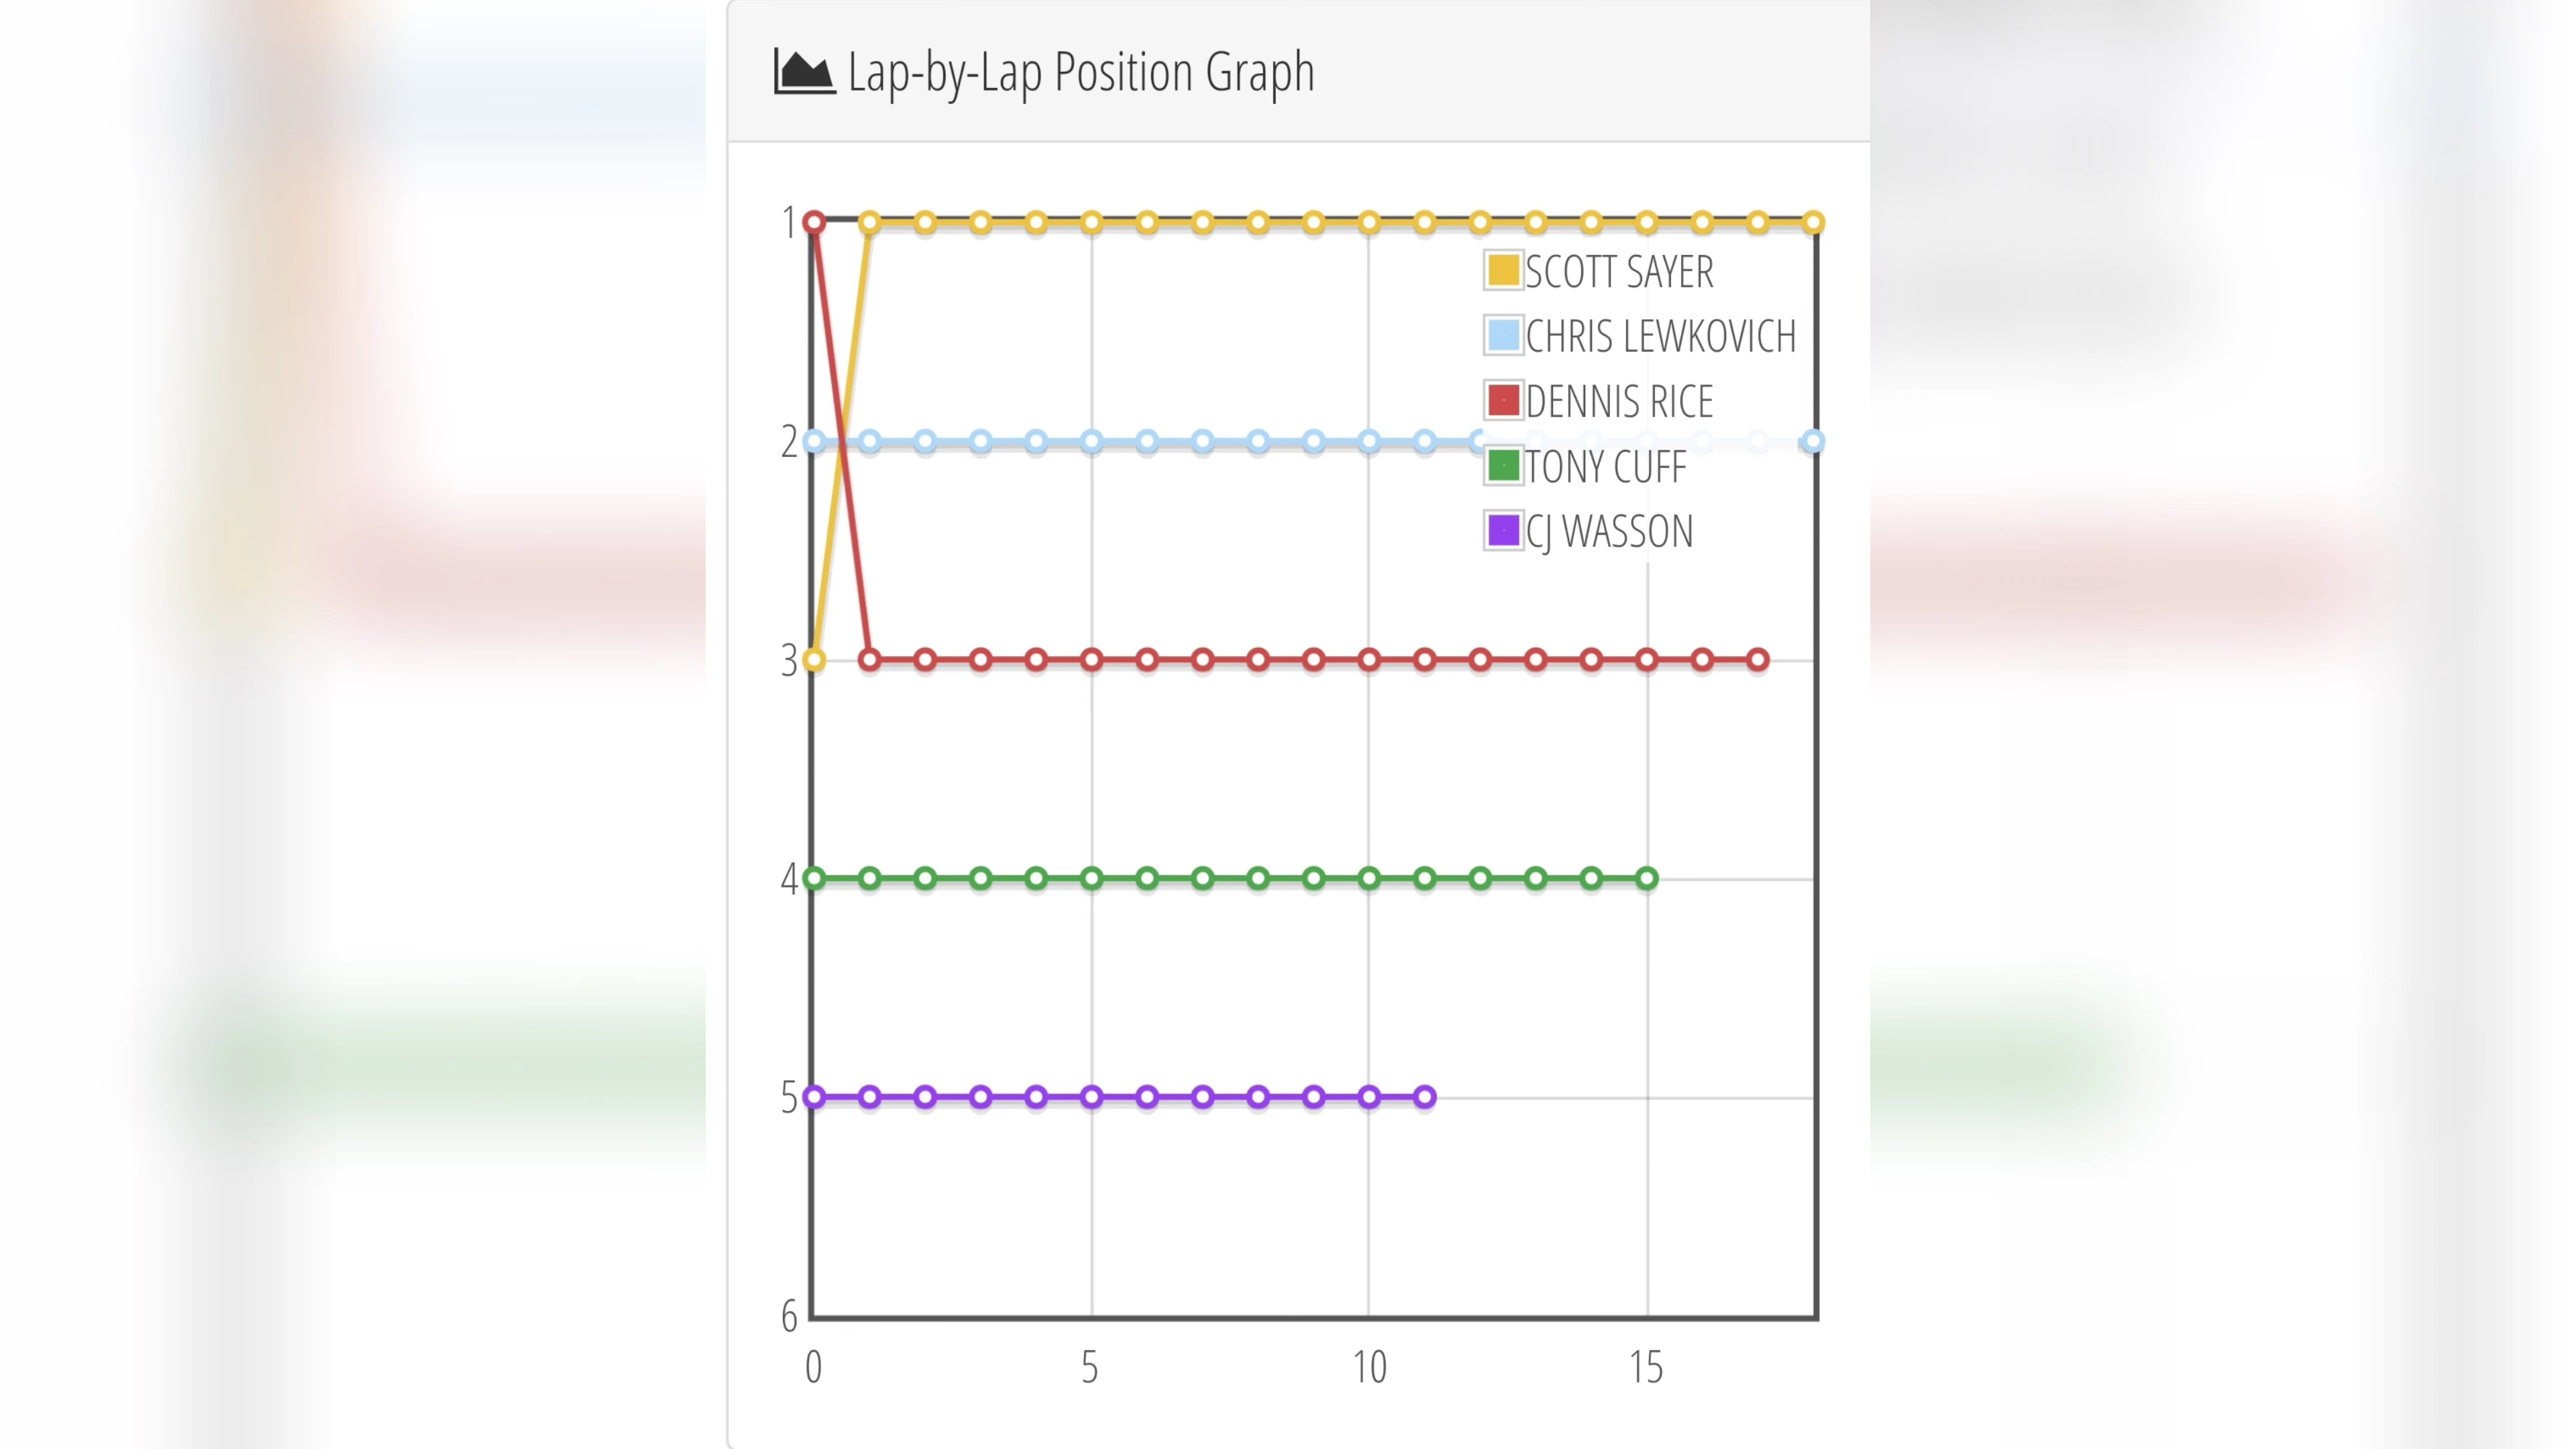 Lap-by-Lap Position Graph
1
SCOTT SAYER
CHRIS LEWKOVICH
DENNIS RICE
2
TONY CUFF
CJ WASSON
3
4
5
6
0 5 10 15